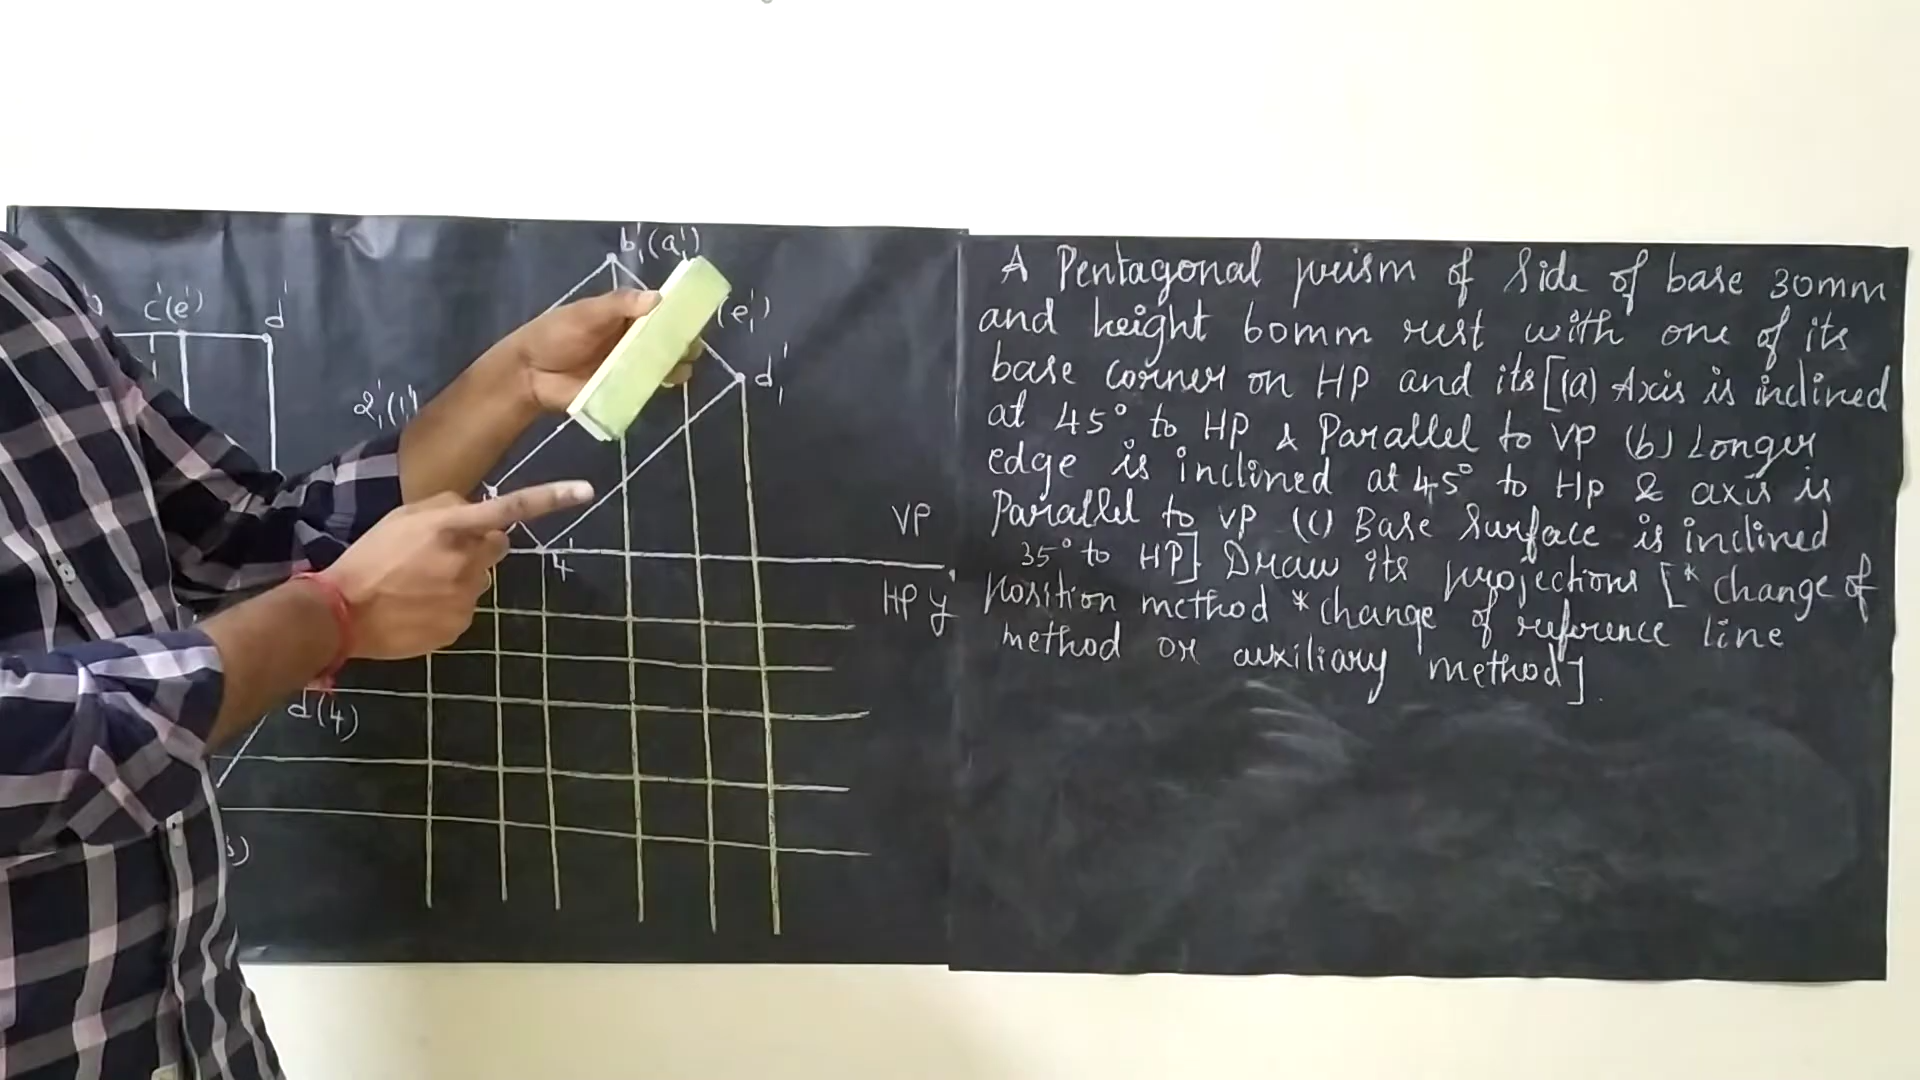 b'₁(a'₁)
(e'₁)
c'(e')
d'
d'₁
2'₁(1'
VP
4'
HP y
d(4)
A Pentagonal prism of side of base 30mm
and height 60mm rest with one of its
base corner on HP and its [(a) Axis is inclined
at 45° to HP & Parallel to VP (b) Longer
edge is inclined at 45° to HP & axis is
Parallel to VP (c) Base Surface is inclined
35° to HP] Draw its projections [* change of
position method * change of reference line
method or auxiliary method].